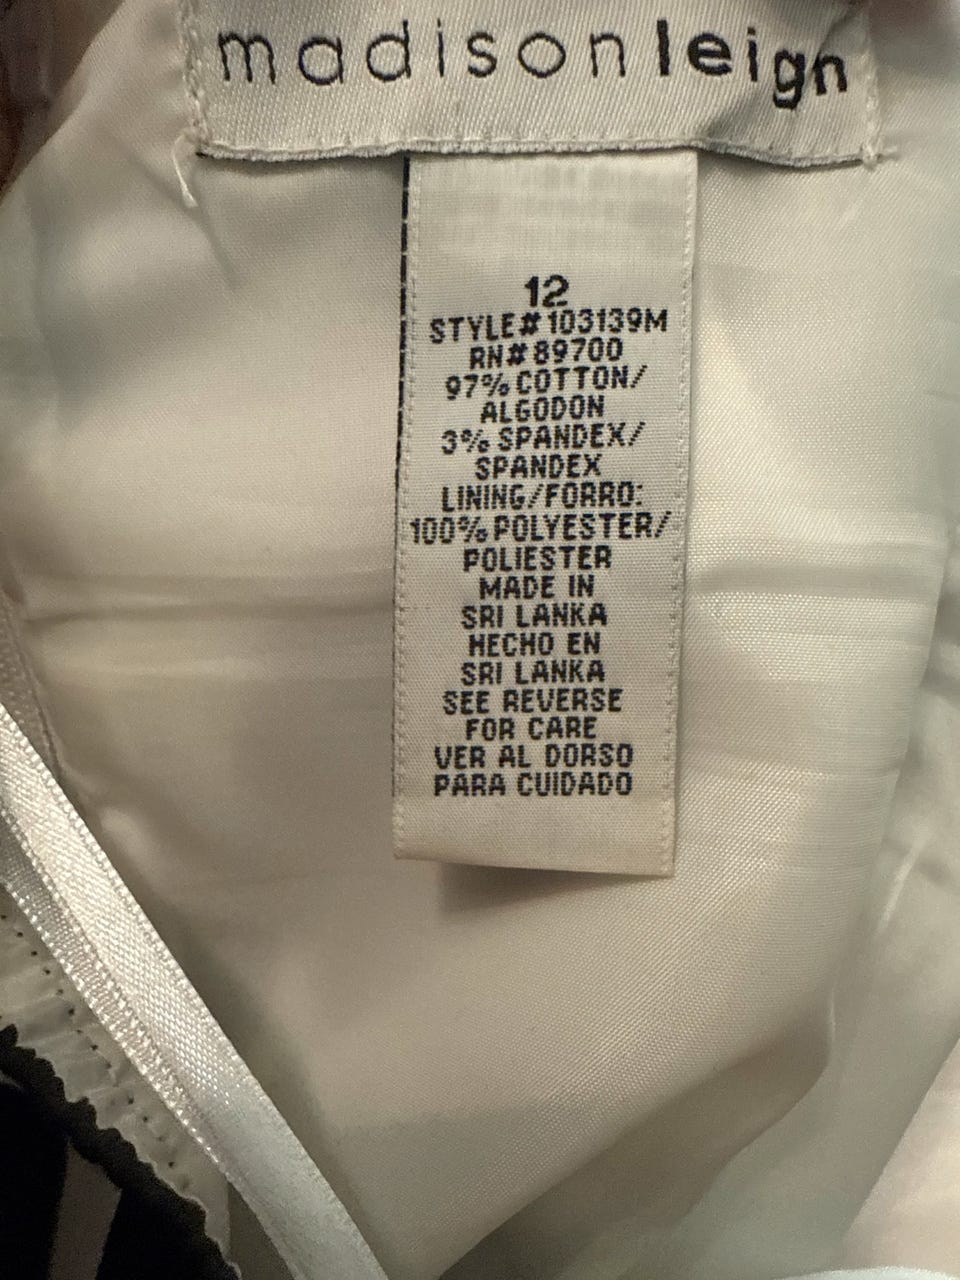 madisonleigh
12
STYLE# 103139M
RN# 89700
97% COTTON/
ALGODON
3% SPANDEX/
SPANDEX
LINING/FORRO:
100% POLYESTER/
POLIESTER
MADE IN
SRI LANKA
HECHO EN
SRI LANKA
SEE REVERSE
FOR CARE
VER AL DORSO
PARA CUIDADO